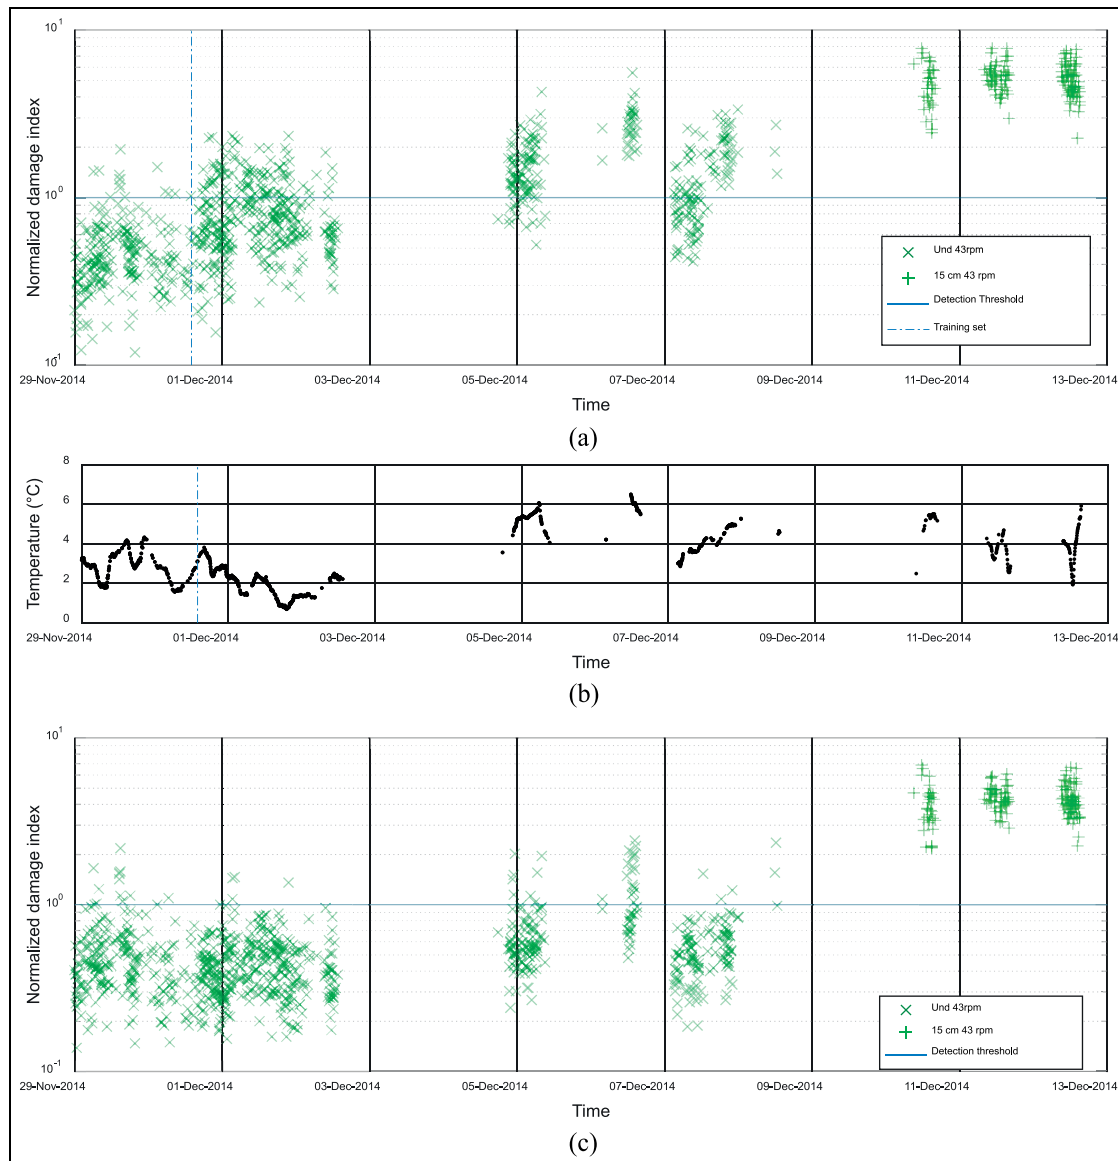 10^1
10^0
10^1
Normalized damage index
Und 43rpm
15 cm 43 rpm
Detection Threshold
Training set
29-Nov-2014 01-Dec-2014 03-Dec-2014 05-Dec-2014 07-Dec-2014 09-Dec-2014 11-Dec-2014 13-Dec-2014
Time
(a)
8
6
4
2
0
Temperature (°C)
29-Nov-2014 01-Dec-2014 03-Dec-2014 05-Dec-2014 07-Dec-2014 09-Dec-2014 11-Dec-2014 13-Dec-2014
Time
(b)
10^1
10^0
10^-1
Normalized damage index
Und 43rpm
15 cm 43 rpm
Detection threshold
29-Nov-2014 01-Dec-2014 03-Dec-2014 05-Dec-2014 07-Dec-2014 09-Dec-2014 11-Dec-2014 13-Dec-2014
Time
(c)